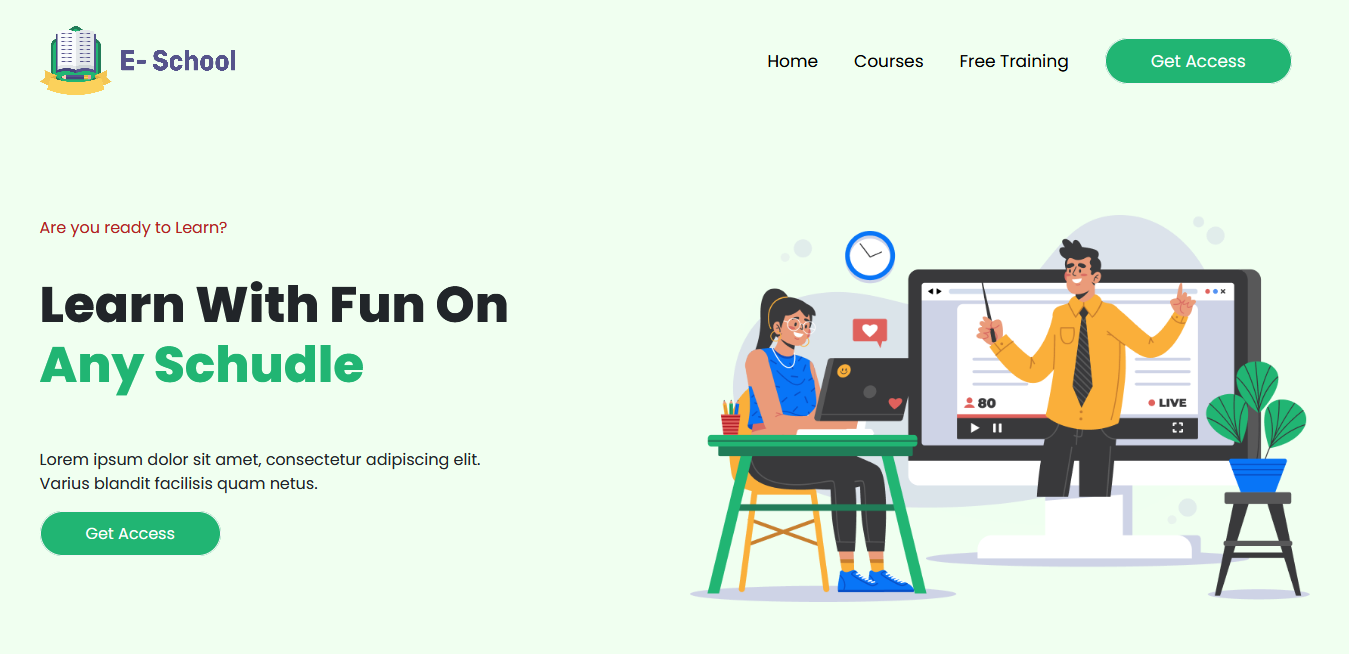 E- School
Home Courses Free Training Get Access
Are you ready to Learn?
Learn With Fun On
Any Schudle
Lorem ipsum dolor sit amet, consectetur adipiscing elit.
Varius blandit facilisis quam netus.
Get Access
80
LIVE